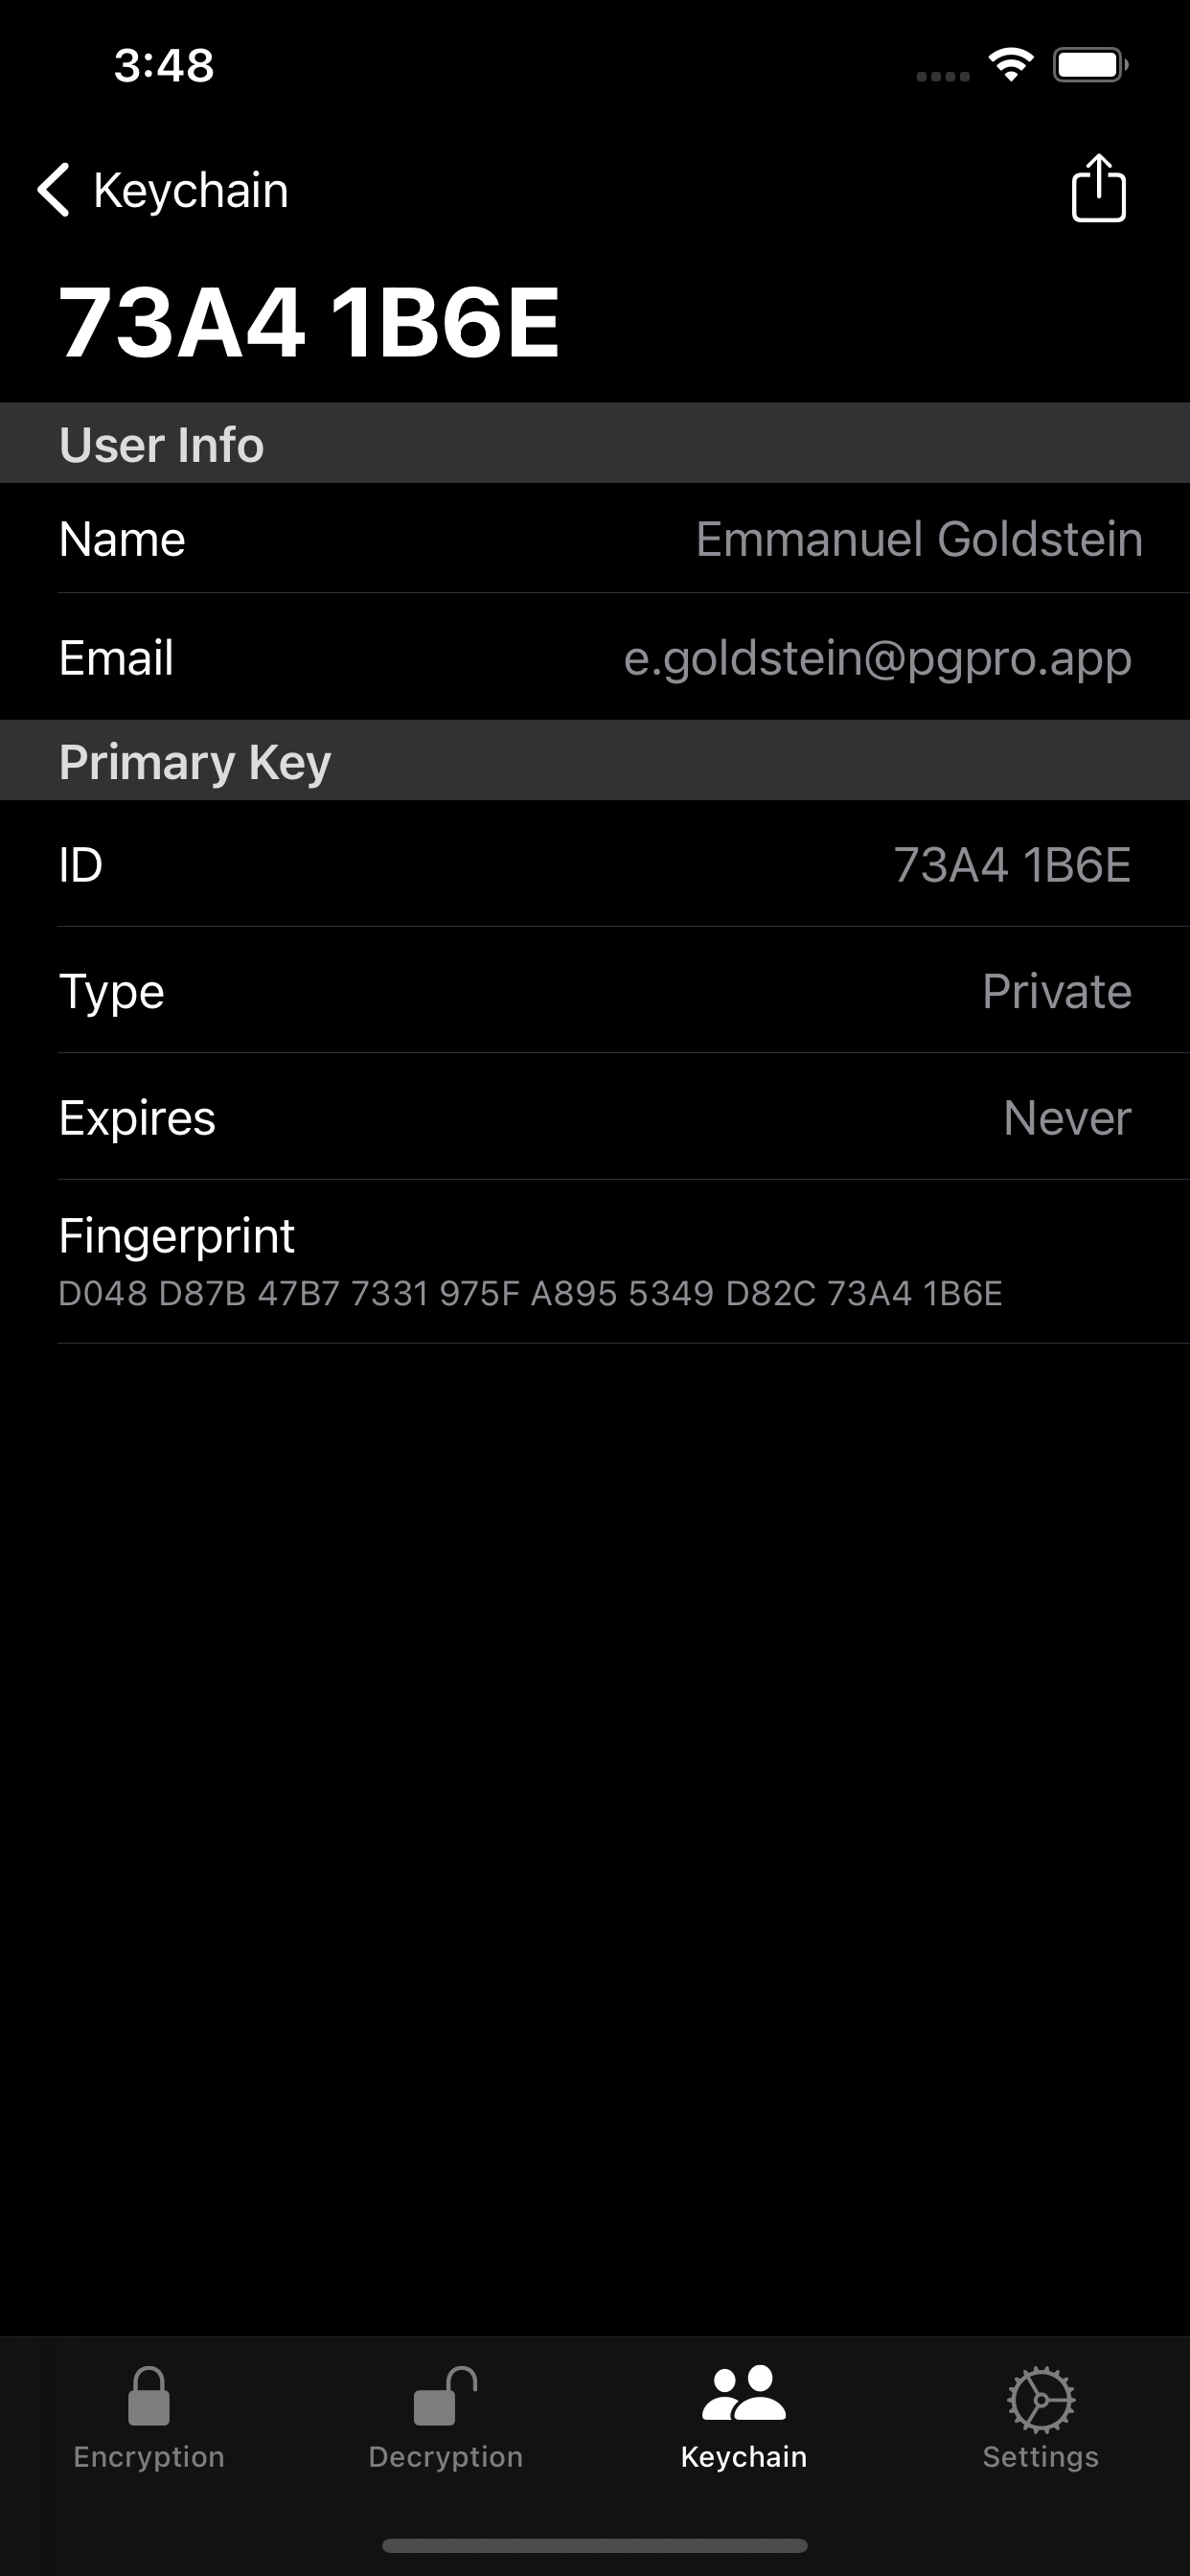 3:48
Keychain
73A4 1B6E
User Info
Name Emmanuel Goldstein
Email e.goldstein@pgpro.app
Primary Key
ID 73A4 1B6E
Type Private
Expires Never
Fingerprint
D048 D87B 47B7 7331 975F A895 5349 D82C 73A4 1B6E
Encryption Decryption Keychain Settings